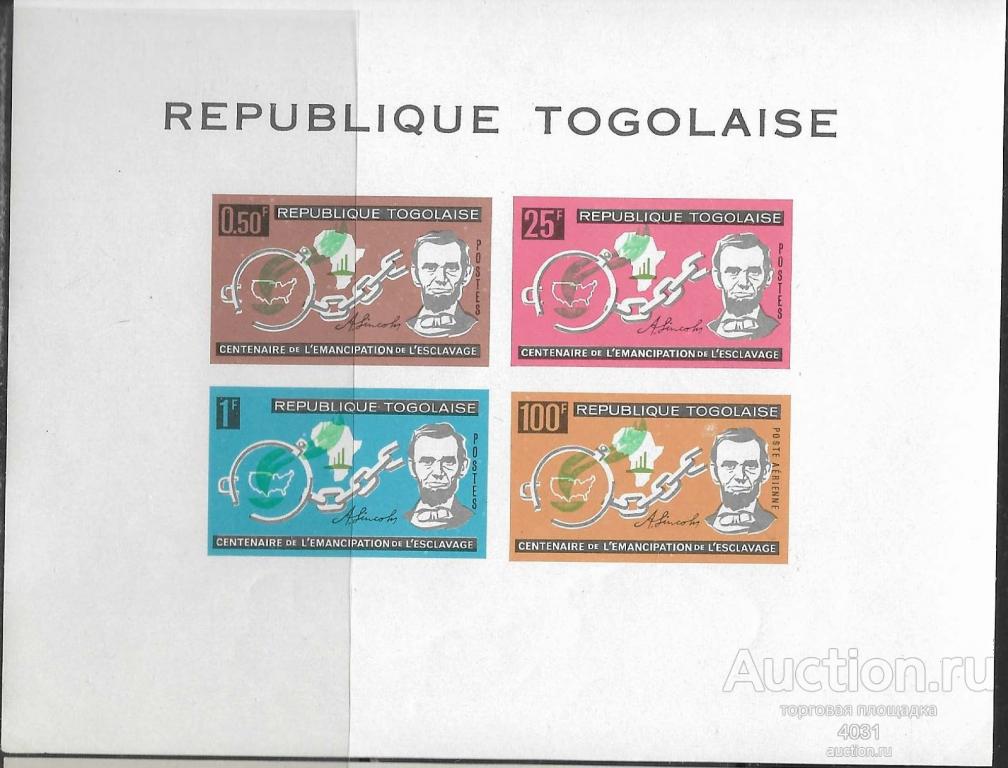 REPUBLIQUE TOGOLAISE
0.50F REPUBLIQUE TOGOLAISE
POSTES
A. Lincoln
CENTENAIRE DE L'EMANCIPATION DE L'ESCLAVAGE
25F REPUBLIQUE TOGOLAISE
POSTES
A. Lincoln
CENTENAIRE DE L'EMANCIPATION DE L'ESCLAVAGE
1F REPUBLIQUE TOGOLAISE
POSTES
A. Lincoln
CENTENAIRE DE L'EMANCIPATION DE L'ESCLAVAGE
100F REPUBLIQUE TOGOLAISE
POSTE AÉRIENNE
A. Lincoln
CENTENAIRE DE L'EMANCIPATION DE L'ESCLAVAGE
Auction.ru
торговая площадка
4031
auction.ru